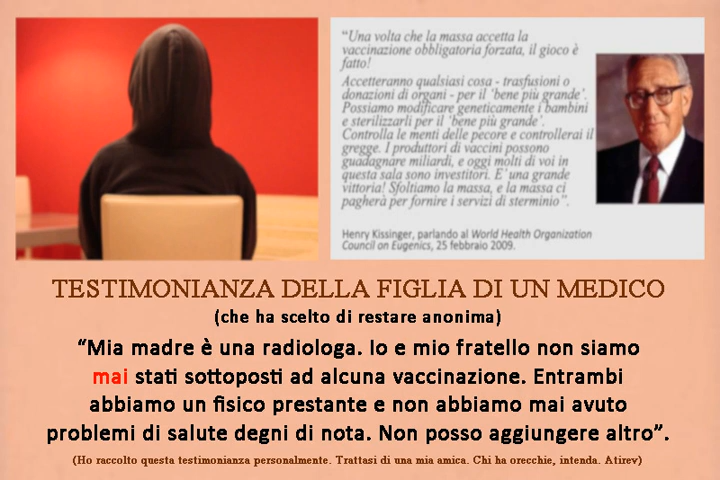 “Una volta che la massa accetta la
vaccinazione obbligatoria forzata, il gioco è
fatto!
Accetteranno qualsiasi cosa - trasfusioni o
donazioni di organi - per il ‘bene più grande’.
Possiamo modificare geneticamente i bambini
e sterilizzarli per il ‘bene più grande’.
Controlla le menti delle pecore e controllerai il
gregge. I produttori di vaccini possono
guadagnare miliardi, e oggi molti di voi in
questa sala sono investitori. E’ una grande
vittoria! Sfoltiamo la massa, e la massa ci
pagherà per fornire i servizi di sterminio”.
Henry Kissinger, parlando al World Health Organization
Council on Eugenics, 25 febbraio 2009.
TESTIMONIANZA DELLA FIGLIA DI UN MEDICO
(che ha scelto di restare anonima)
“Mia madre è una radiologa. Io e mio fratello non siamo
mai stati sottoposti ad alcuna vaccinazione. Entrambi
abbiamo un fisico prestante e non abbiamo mai avuto
problemi di salute degni di nota. Non posso aggiungere altro”.
(Ho raccolto questa testimonianza personalmente. Trattasi di una mia amica. Chi ha orecchie, intenda. Atirev)